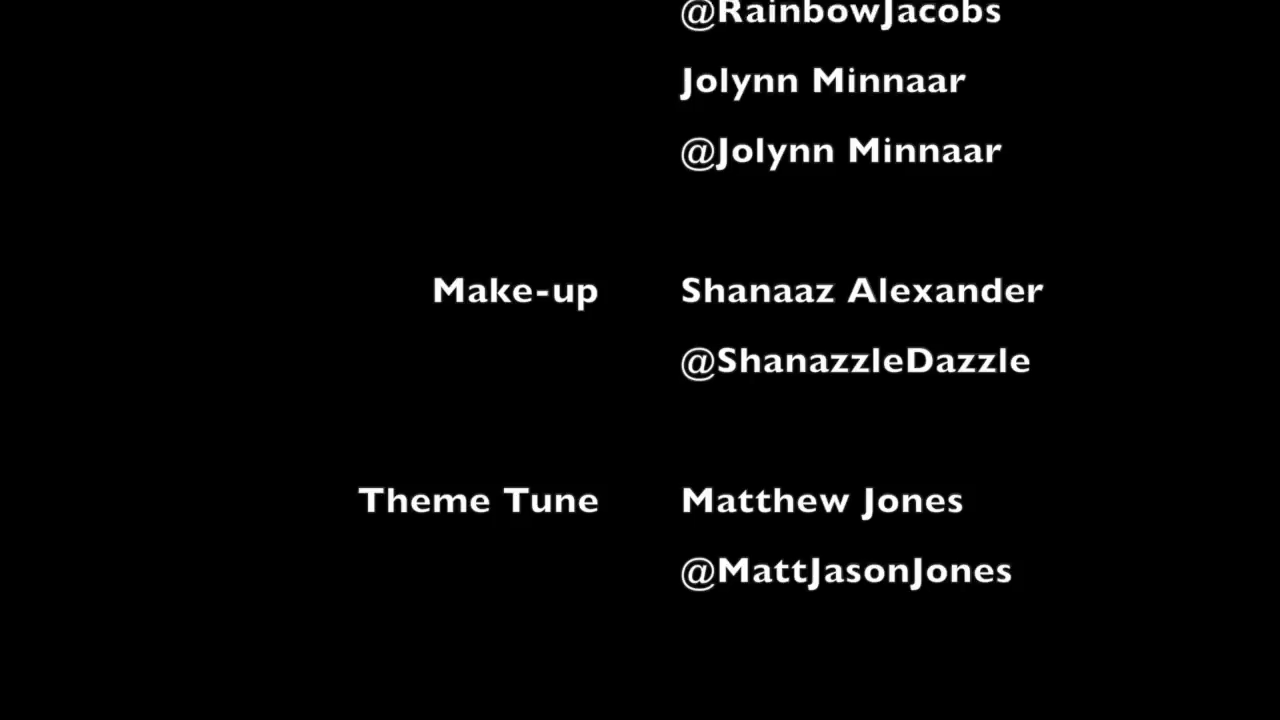 @RainbowJacobs
Jolynn Minnaar
@Jolynn Minnaar
Make-up Shanaaz Alexander
@ShanazzleDazzle
Theme Tune Matthew Jones
@MattJasonJones